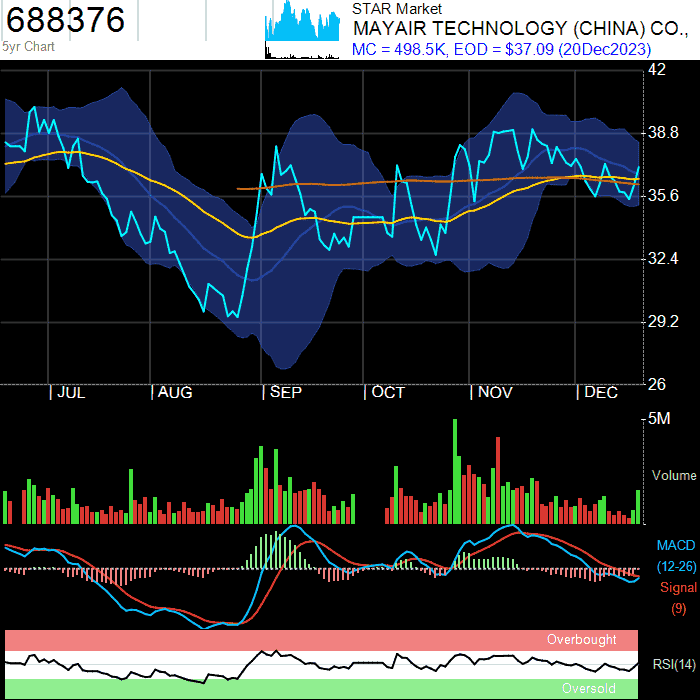 688376
5yr Chart
STAR Market
MAYAIR TECHNOLOGY (CHINA) CO.,
MC = 498.5K, EOD = $37.09 (20Dec2023)
42
38.8
35.6
32.4
29.2
26
JUL
AUG
SEP
OCT
NOV
DEC
5M
Volume
MACD
(12-26)
Signal
(9)
Overbought
RSI(14)
Oversold